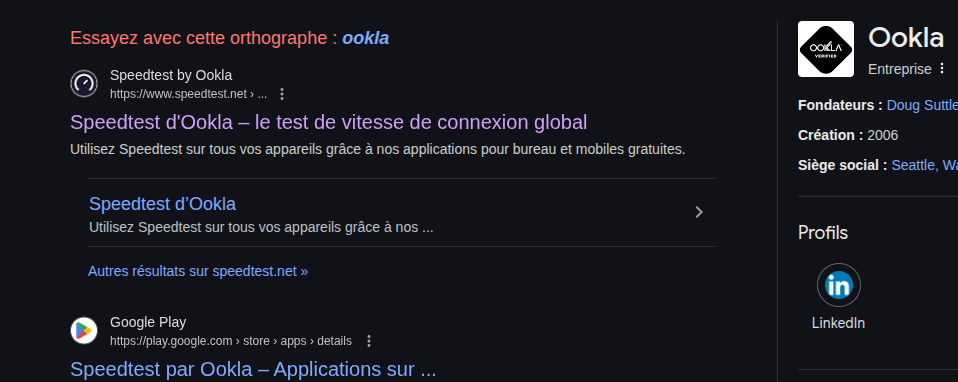 Essayez avec cette orthographe : ookla
Speedtest by Ookla
https://www.speedtest.net › ...
Speedtest d'Ookla – le test de vitesse de connexion global
Utilisez Speedtest sur tous vos appareils grâce à nos applications pour bureau et mobiles gratuites.
Speedtest d'Ookla
Utilisez Speedtest sur tous vos appareils grâce à nos ...
Autres résultats sur speedtest.net »
Google Play
https://play.google.com › store › apps › details
Speedtest par Ookla – Applications sur ...
OOKLA
VERIFIED
Ookla
Entreprise
Fondateurs : Doug Suttle
Création : 2006
Siège social : Seattle, Wa
Profils
in
LinkedIn